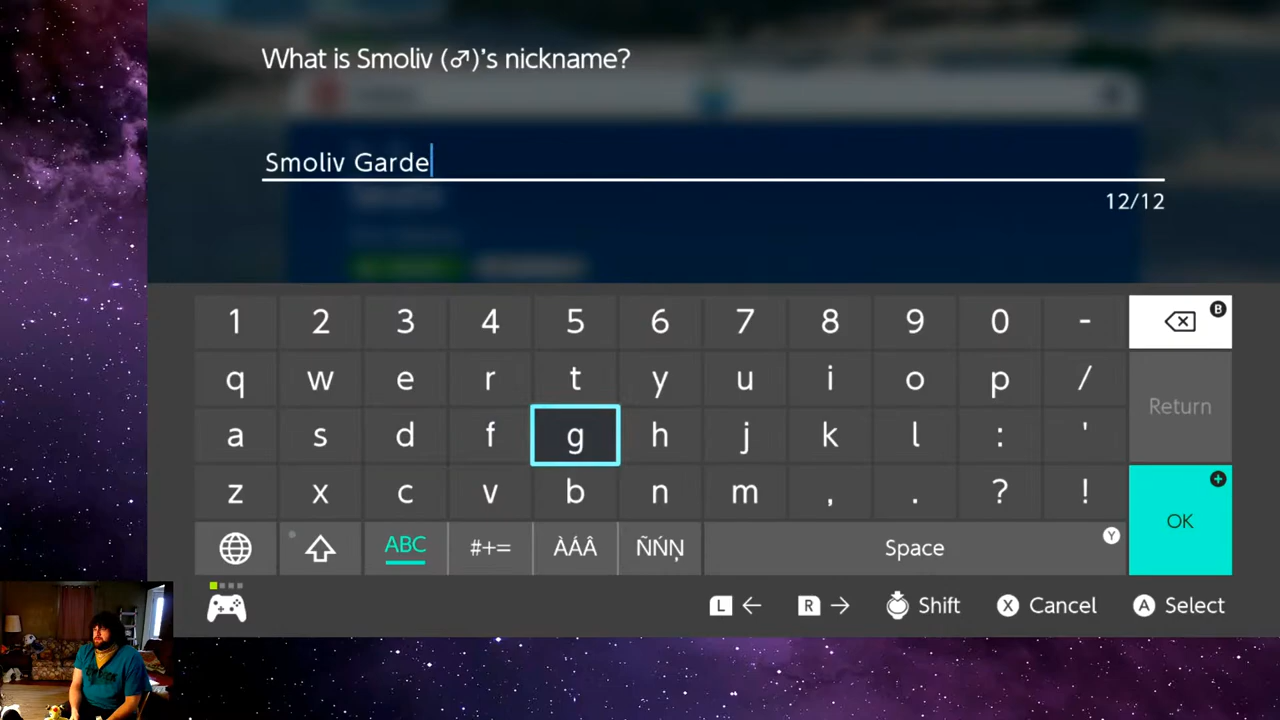 What is Smoliv (♂)'s nickname?
Smoliv Garde
12/12
1 2 3 4 5 6 7 8 9 0 -
q w e r t y u i o p /
Return
a s d f g h j k l : '
z x c v b n m , . ? !
OK
ABC #+= ÀÁÂ ÑŃŅ Space
L ← R → Shift X Cancel A Select